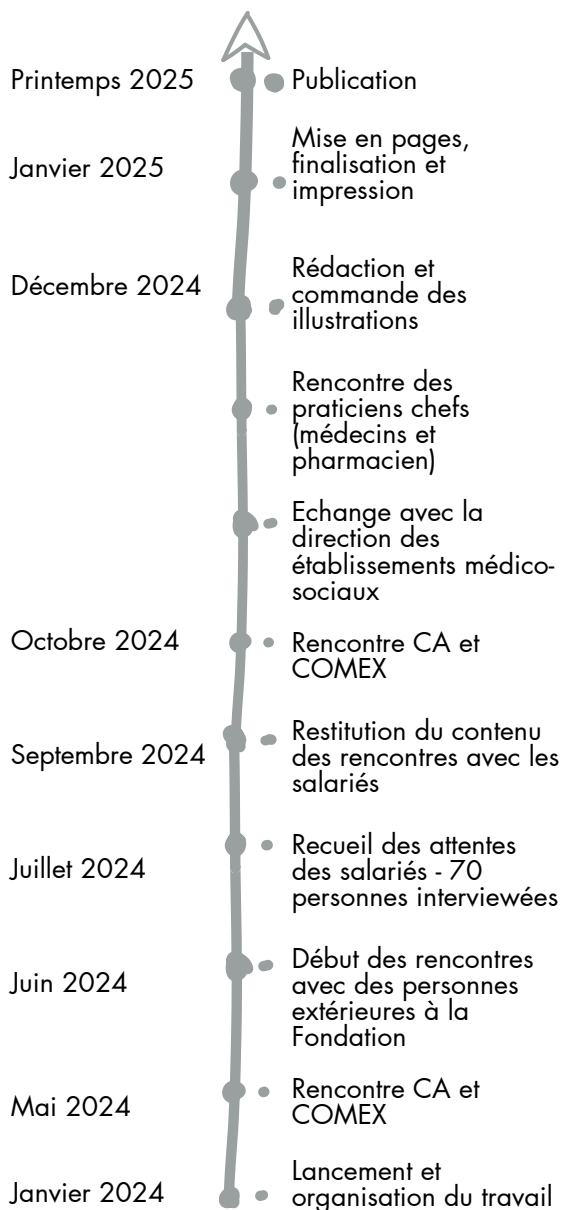 Printemps 2025
Publication
Janvier 2025
Mise en pages,
finalisation et
impression
Décembre 2024
Rédaction et
commande des
illustrations
Rencontre des
praticiens chefs
(médecins et
pharmacien)
Echange avec la
direction des
établissements médico-
sociaux
Octobre 2024
Rencontre CA et
COMEX
Septembre 2024
Restitution du contenu
des rencontres avec les
salariés
Juillet 2024
Recueil des attentes
des salariés - 70
personnes interviewées
Juin 2024
Début des rencontres
avec des personnes
extérieures à la
Fondation
Mai 2024
Rencontre CA et
COMEX
Janvier 2024
Lancement et
organisation du travail